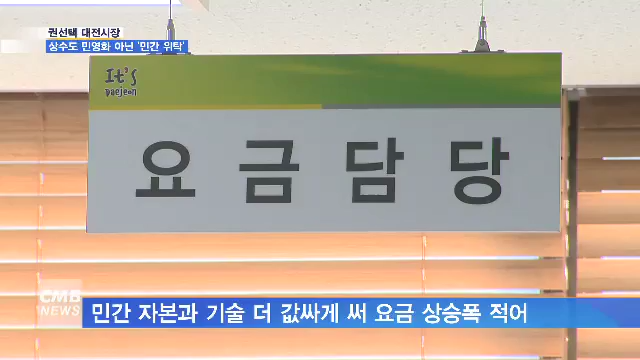 권선택 대전시장
상수도 민영화 아닌 '민간 위탁'
It's
Daejeon
요금담당
CMB
NEWS
민간 자본과 기술 더 값싸게 써 요금 상승폭 적어